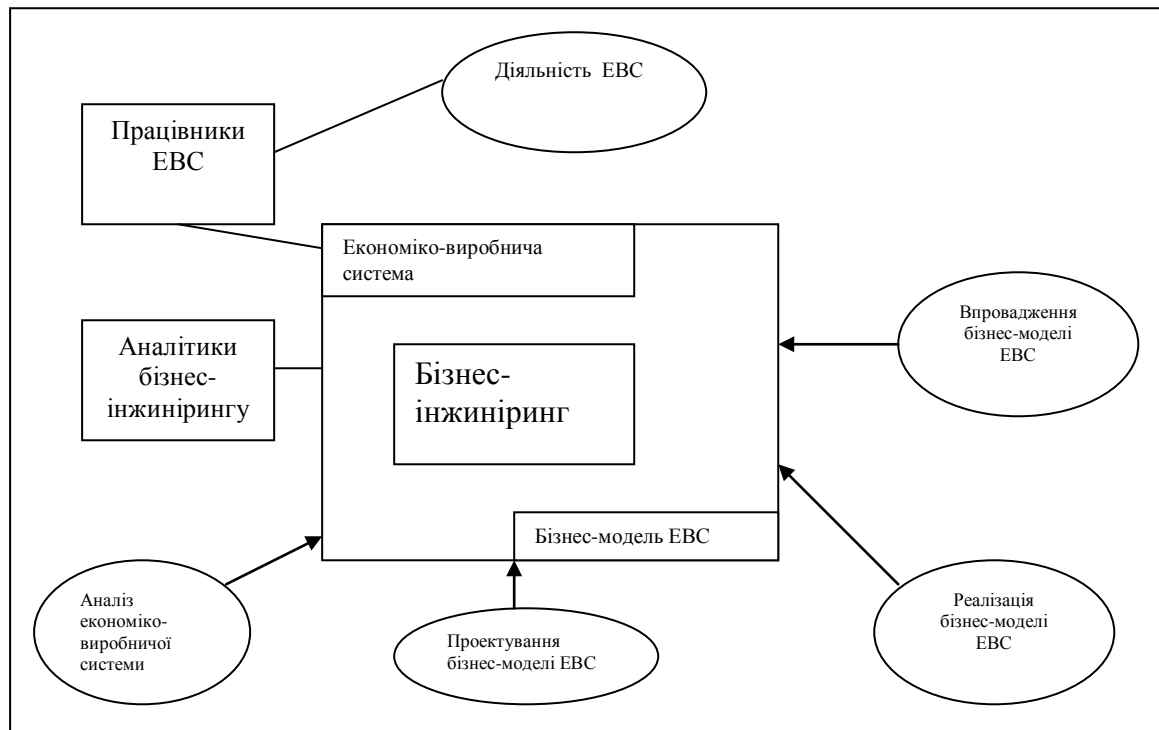 Діяльність ЕВС
Працівники
ЕВС
Економіко-виробнича
система
Впровадження
бізнес-моделі
ЕВС
Аналітики
бізнес-
інжинірингу
Бізнес-
інжиніринг
Бізнес-модель ЕВС
Аналіз
економіко-
виробничої
системи
Проектування
бізнес-моделі ЕВС
Реалізація
бізнес-моделі
ЕВС